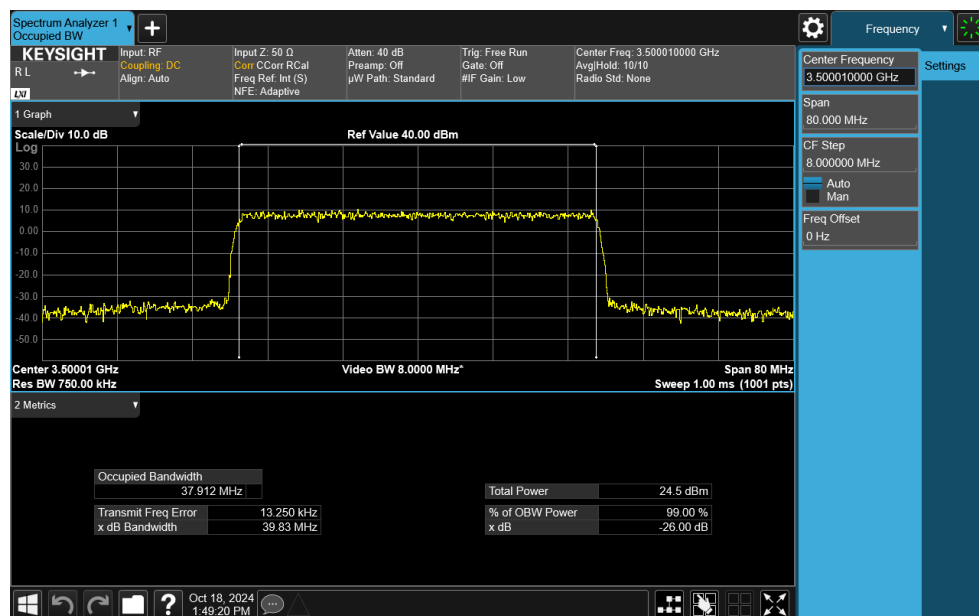 Spectrum Analyzer 1
Occupied BW
Frequency
KEYSIGHT
R L
LXI
Input: RF
Coupling: DC
Align: Auto
Input Z: 50 Ω
Corr CCorr RCal
Freq Ref: Int (S)
NFE: Adaptive
Atten: 40 dB
Preamp: Off
µW Path: Standard
Trig: Free Run
Gate: Off
#IF Gain: Low
Center Freq: 3.500010000 GHz
Avg|Hold: 10/10
Radio Std: None
Center Frequency
3.500010000 GHz
Settings
Span
80.000 MHz
CF Step
8.000000 MHz
Auto
Man
Freq Offset
0 Hz
1 Graph
Scale/Div 10.0 dB
Ref Value 40.00 dBm
Log
30.0
20.0
10.0
0.00
-10.0
-20.0
-30.0
-40.0
-50.0
Center 3.50001 GHz
Video BW 8.0000 MHz*
Span 80 MHz
Res BW 750.00 kHz
Sweep 1.00 ms (1001 pts)
2 Metrics
Occupied Bandwidth
37.912 MHz
Total Power 24.5 dBm
Transmit Freq Error 13.250 kHz
% of OBW Power 99.00 %
x dB Bandwidth 39.83 MHz
x dB -26.00 dB
?
Oct 18, 2024
1:49:20 PM